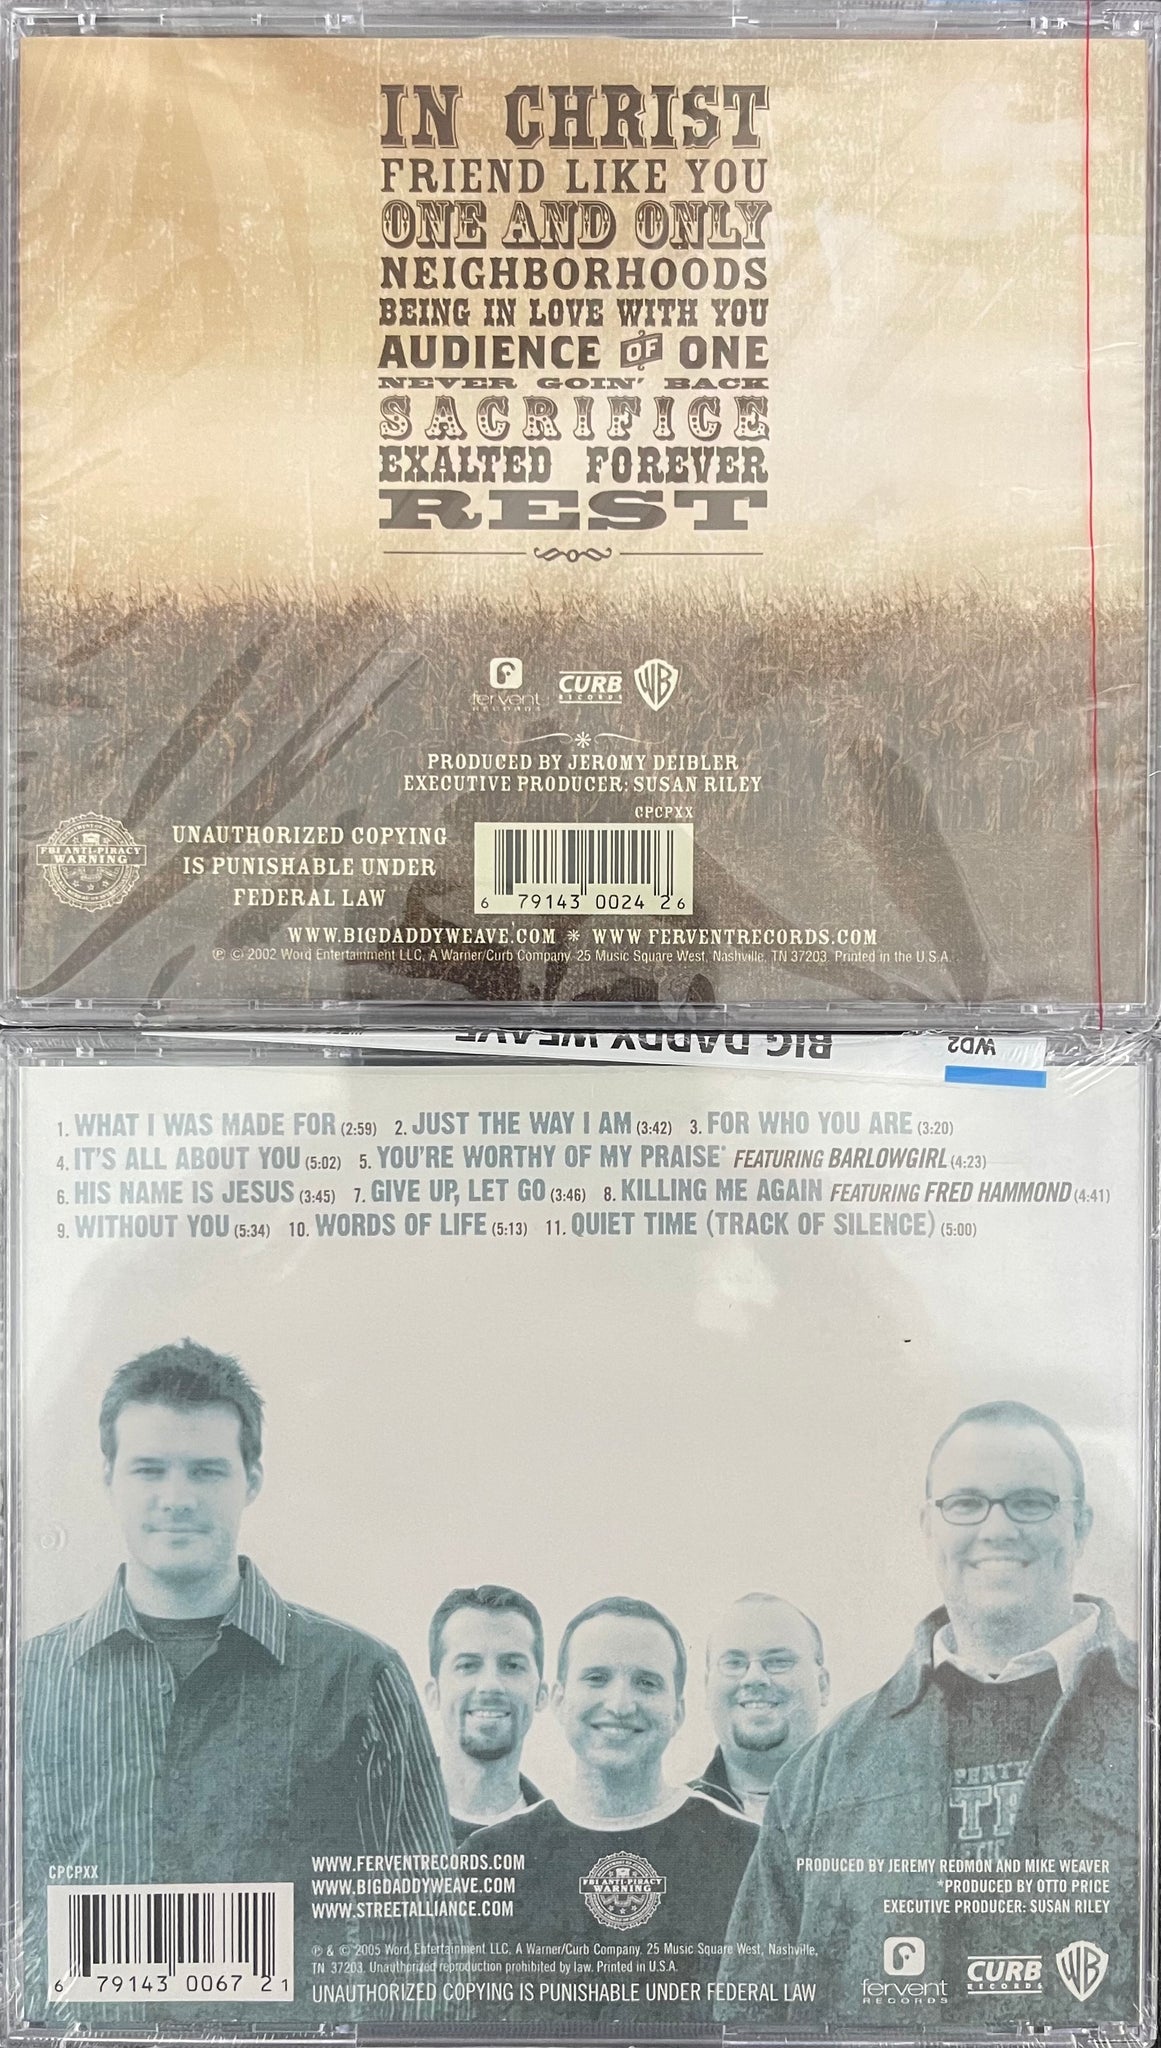 IN CHRIST
FRIEND LIKE YOU
ONE AND ONLY
NEIGHBORHOODS
BEING IN LOVE WITH YOU
AUDIENCE OF ONE
NEVER GOIN' BACK
SACRIFICE
EXALTED FOREVER
REST
fervent RECORDS
CURB RECORDS
WB
PRODUCED BY JEROMY DEIBLER
EXECUTIVE PRODUCER: SUSAN RILEY
CPCPXX
FBI ANTI-PIRACY WARNING
UNAUTHORIZED COPYING
IS PUNISHABLE UNDER
FEDERAL LAW
6 79143 0024 2 6
WWW.BIGDADDYWEAVE.COM * WWW.FERVENTRECORDS.COM
℗ © 2002 Word Entertainment LLC, A Warner/Curb Company. 25 Music Square West, Nashville, TN 37203. Printed in the U.S.A.
BIG DADDY WEAVE
WD2
1. WHAT I WAS MADE FOR (2:59) 2. JUST THE WAY I AM (3:42) 3. FOR WHO YOU ARE (3:20)
4. IT'S ALL ABOUT YOU (5:02) 5. YOU'RE WORTHY OF MY PRAISE* FEATURING BARLOWGIRL (4:23)
6. HIS NAME IS JESUS (3:45) 7. GIVE UP, LET GO (3:46) 8. KILLING ME AGAIN FEATURING FRED HAMMOND (4:41)
9. WITHOUT YOU (5:34) 10. WORDS OF LIFE (5:13) 11. QUIET TIME (TRACK OF SILENCE) (5:00)
CPCPXX
6 79143 0067 2 1
WWW.FERVENTRECORDS.COM
WWW.BIGDADDYWEAVE.COM
WWW.STREETALLIANCE.COM
FBI ANTI-PIRACY WARNING
PRODUCED BY JEREMY REDMON AND MIKE WEAVER
*PRODUCED BY OTTO PRICE
EXECUTIVE PRODUCER: SUSAN RILEY
℗ & © 2005 Word Entertainment LLC, A Warner/Curb Company. 25 Music Square West, Nashville,
TN 37203. Unauthorized reproduction prohibited by law. Printed in U.S.A.
UNAUTHORIZED COPYING IS PUNISHABLE UNDER FEDERAL LAW
fervent RECORDS
CURB RECORDS
WB